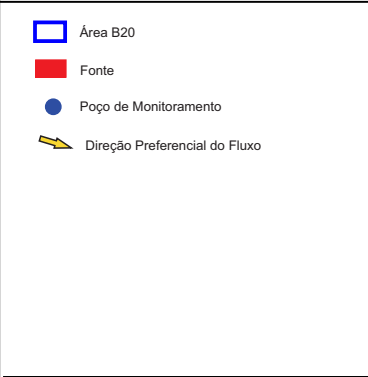 Área B20
Fonte
Poço de Monitoramento
Direção Preferencial do Fluxo